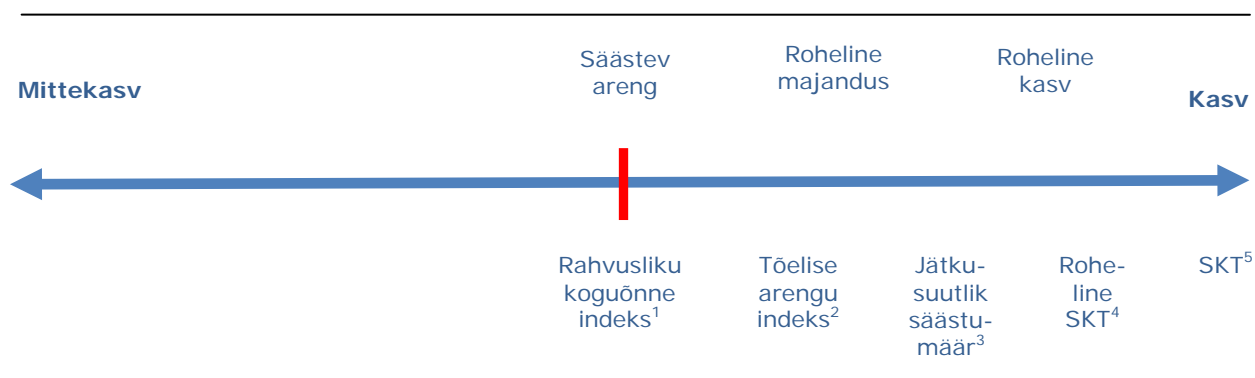 Mittekasv
Säästev
areng
Roheline
majandus
Roheline
kasv
Kasv
Rahvusliku
koguõnne
indeks1
Tõelise
arengu
indeks2
Jätku-
suutlik
säästu-
määr3
Rohe-
line
SKT4
SKT5